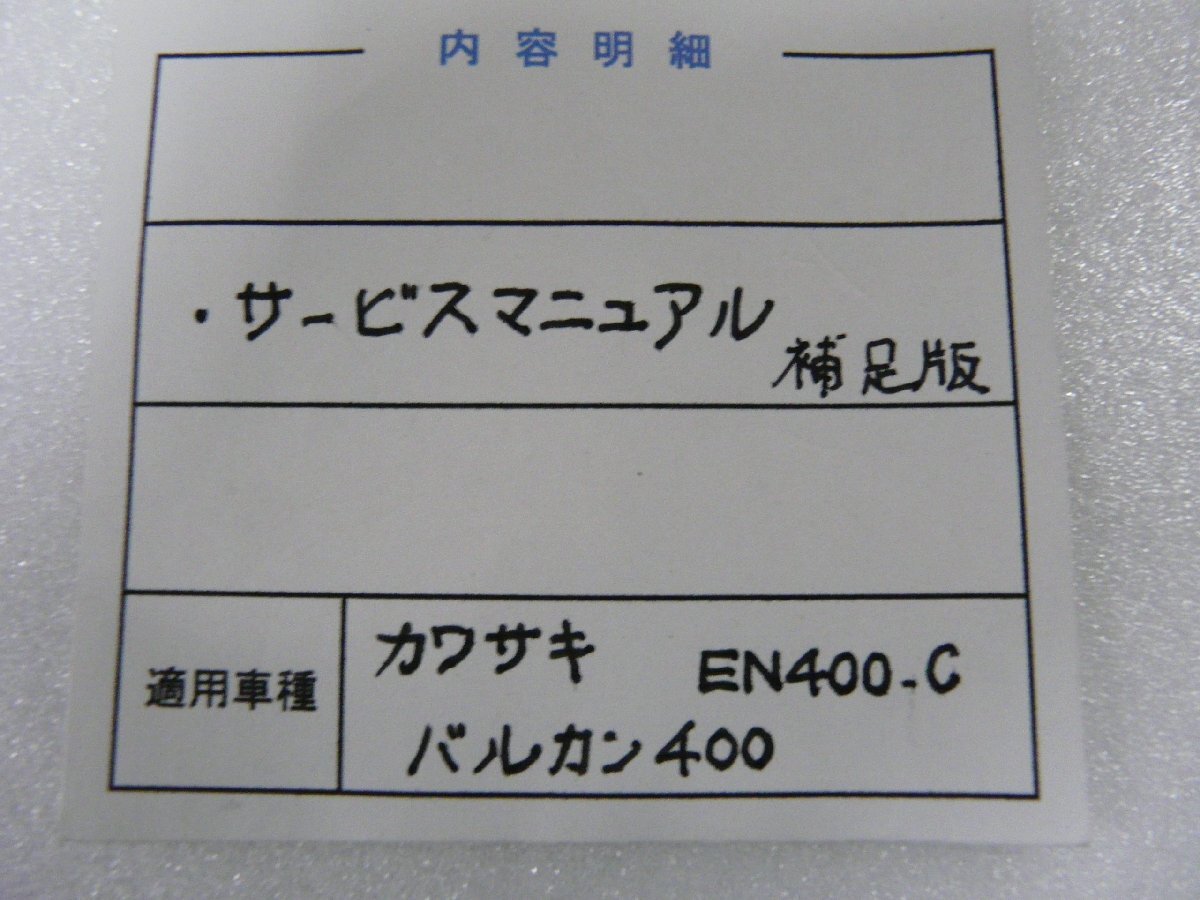 内容明細
・サービスマニュアル
補足版
適用車種
カワサキ EN400-C
バルカン400